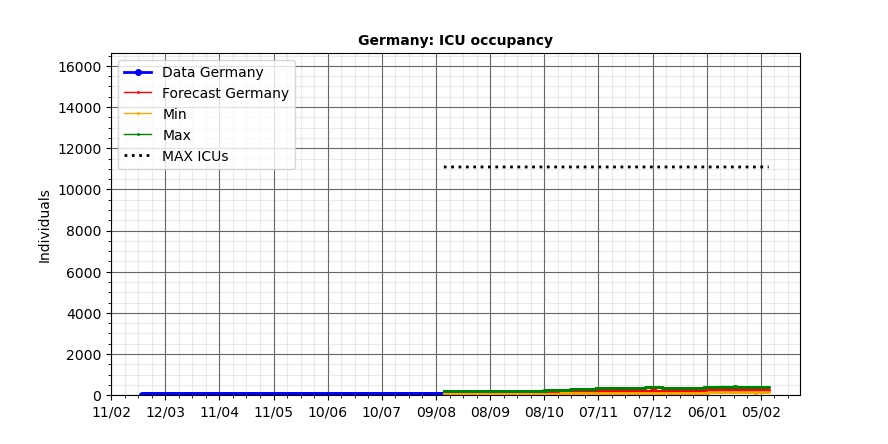 Germany: ICU occupancy
Individuals
16000
14000
12000
10000
8000
6000
4000
2000
0
Data Germany
Forecast Germany
Min
Max
MAX ICUs
11/02 12/03 11/04 11/05 10/06 10/07 09/08 08/09 08/10 07/11 07/12 06/01 05/02